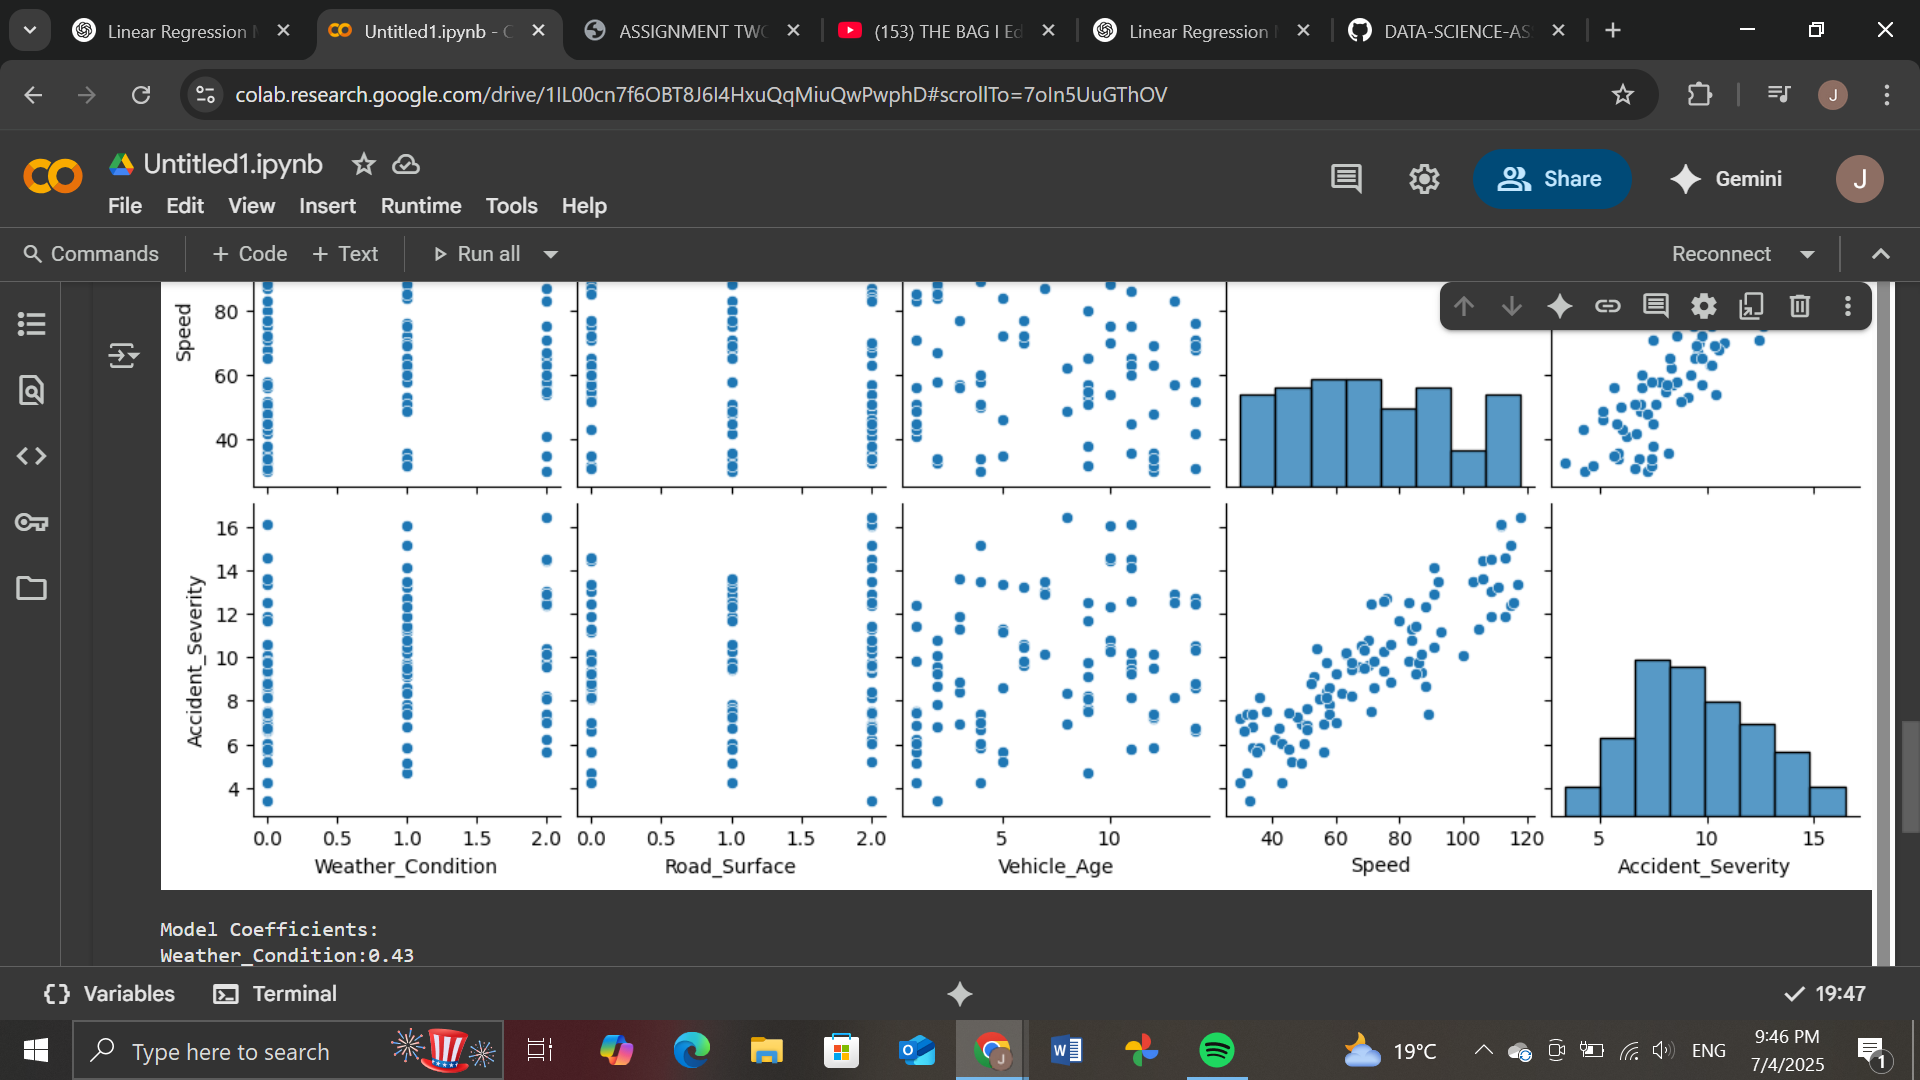 Linear Regression
Untitled1.ipynb - C
ASSIGNMENT TWO
(153) THE BAG I Ed
Linear Regression
DATA-SCIENCE-AS
colab.research.google.com/drive/1IL00cn7f6OBT8J6I4HxuQqMiuQwPwphD#scrollTo=7oIn5UuGThOV
J
Untitled1.ipynb
Share
Gemini
J
File Edit View Insert Runtime Tools Help
Commands
+ Code + Text
Run all
Reconnect
Speed
80
60
40
Accident_Severity
16
14
12
10
8
6
4
0.0 0.5 1.0 1.5 2.0
Weather_Condition
0.0 0.5 1.0 1.5 2.0
Road_Surface
5 10
Vehicle_Age
40 60 80 100 120
Speed
5 10 15
Accident_Severity
Model Coefficients:
Weather_Condition:0.43
{} Variables
Terminal
19:47
Type here to search
19°C
ENG
9:46 PM
7/4/2025
1